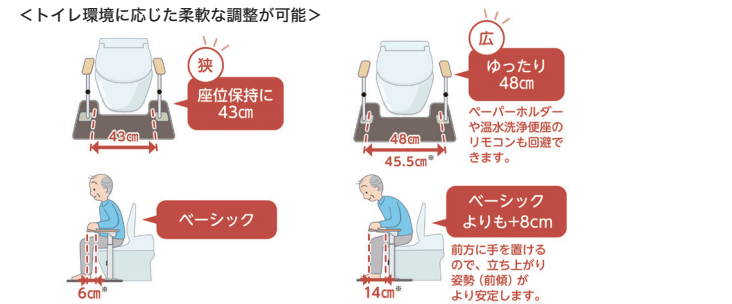 ＜トイレ環境に応じた柔軟な調整が可能＞
狭
座位保持に
43㎝
43㎝
広
ゆったり
48㎝
ペーパーホルダー
や温水洗浄便座の
リモコンも回避で
きます。
48㎝
45.5㎝※
ベーシック
6㎝※
ベーシック
よりも+8cm
前方に手を置ける
ので、立ち上がり
姿勢（前傾）が
より安定します。
14㎝※